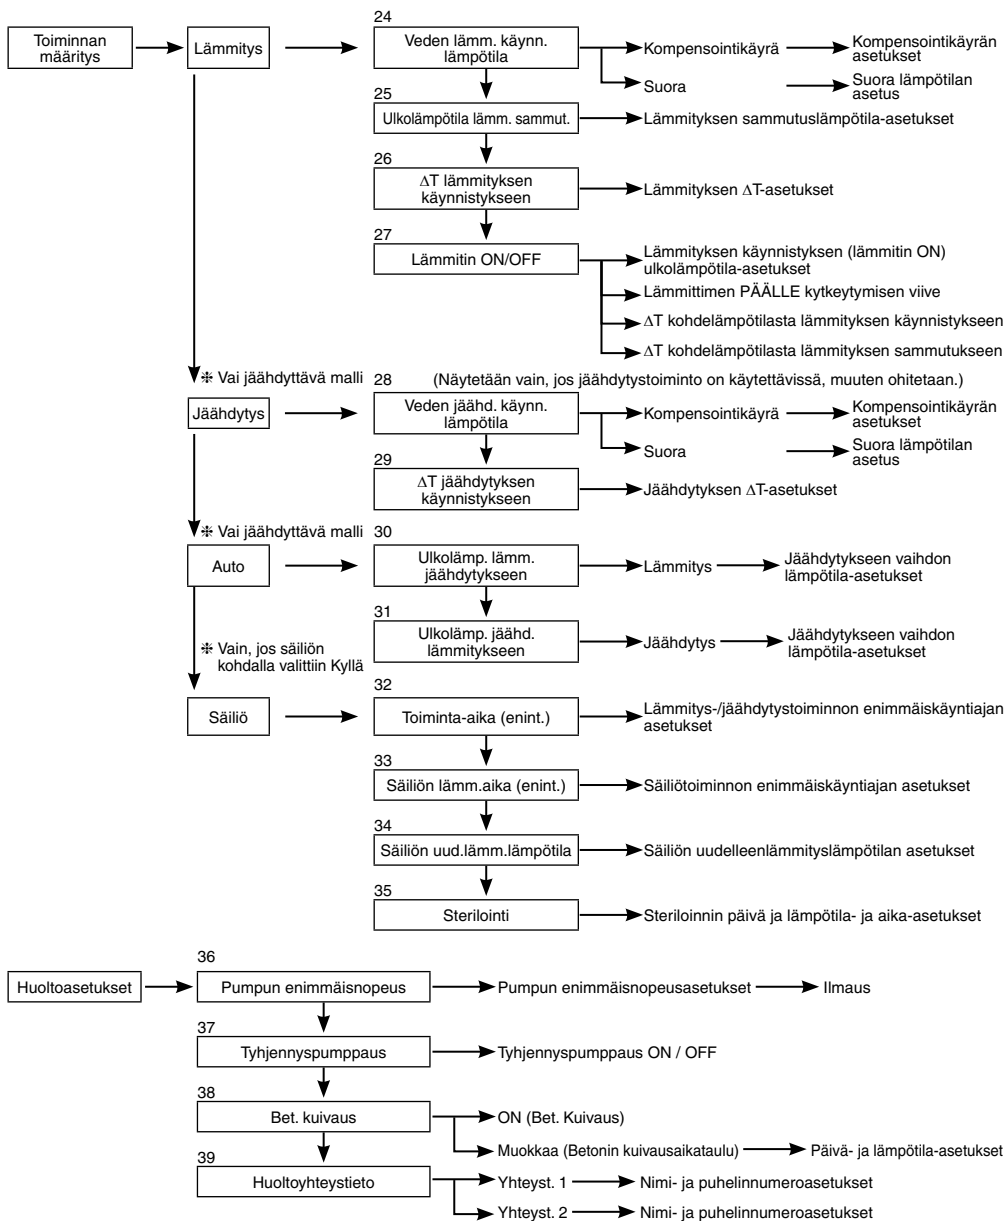 24
Toiminnan
määritys
Lämmitys
Veden lämm. käynn.
lämpötila
Kompensointikäyrä
Kompensointikäyrän
asetukset
Suora
Suora lämpötilan
asetus
25
Ulkolämpötila lämm. sammut.
Lämmityksen sammutuslämpötila-asetukset
26
ΔT lämmityksen
käynnistykseen
Lämmityksen ΔT-asetukset
27
Lämmitin ON/OFF
Lämmityksen käynnistyksen (lämmitin ON)
ulkolämpötila-asetukset
Lämmittimen PÄÄLLE kytkeytymisen viive
ΔT kohdelämpötilasta lämmityksen käynnistykseen
ΔT kohdelämpötilasta lämmityksen sammutukseen
❉ Vai jäähdyttävä malli
28
(Näytetään vain, jos jäähdytystoiminto on käytettävissä, muuten ohitetaan.)
Jäähdytys
Veden jäähd. käynn.
lämpötila
Kompensointikäyrä
Kompensointikäyrän
asetukset
Suora
Suora lämpötilan
asetus
29
ΔT jäähdytyksen
käynnistykseen
Jäähdytyksen ΔT-asetukset
❉ Vai jäähdyttävä malli
30
Auto
Ulkolämp. lämm.
jäähdytykseen
Lämmitys
Jäähdytykseen vaihdon
lämpötila-asetukset
31
Ulkolämp. jäähd.
lämmitykseen
Jäähdytys
Jäähdytykseen vaihdon
lämpötila-asetukset
❉ Vain, jos säiliön
kohdalla valittiin Kyllä
32
Säiliö
Toiminta-aika (enint.)
Lämmitys-/jäähdytystoiminnon enimmäiskäyntiajan
asetukset
33
Säiliön lämm.aika (enint.)
Säiliötoiminnon enimmäiskäyntiajan asetukset
34
Säiliön uud.lämm.lämpötila
Säiliön uudelleenlämmityslämpötilan asetukset
35
Sterilointi
Steriloinnin päivä ja lämpötila- ja aika-asetukset
36
Huoltoasetukset
Pumpun enimmäisnopeus
Pumpun enimmäisnopeusasetukset
Ilmaus
37
Tyhjennyspumppaus
Tyhjennyspumppaus ON / OFF
38
Bet. kuivaus
ON (Bet. Kuivaus)
Muokkaa (Betonin kuivausaikataulu)
Päivä- ja lämpötila-asetukset
39
Huoltoyhteystieto
Yhteyst. 1
Nimi- ja puhelinnumeroasetukset
Yhteyst. 2
Nimi- ja puhelinnumeroasetukset